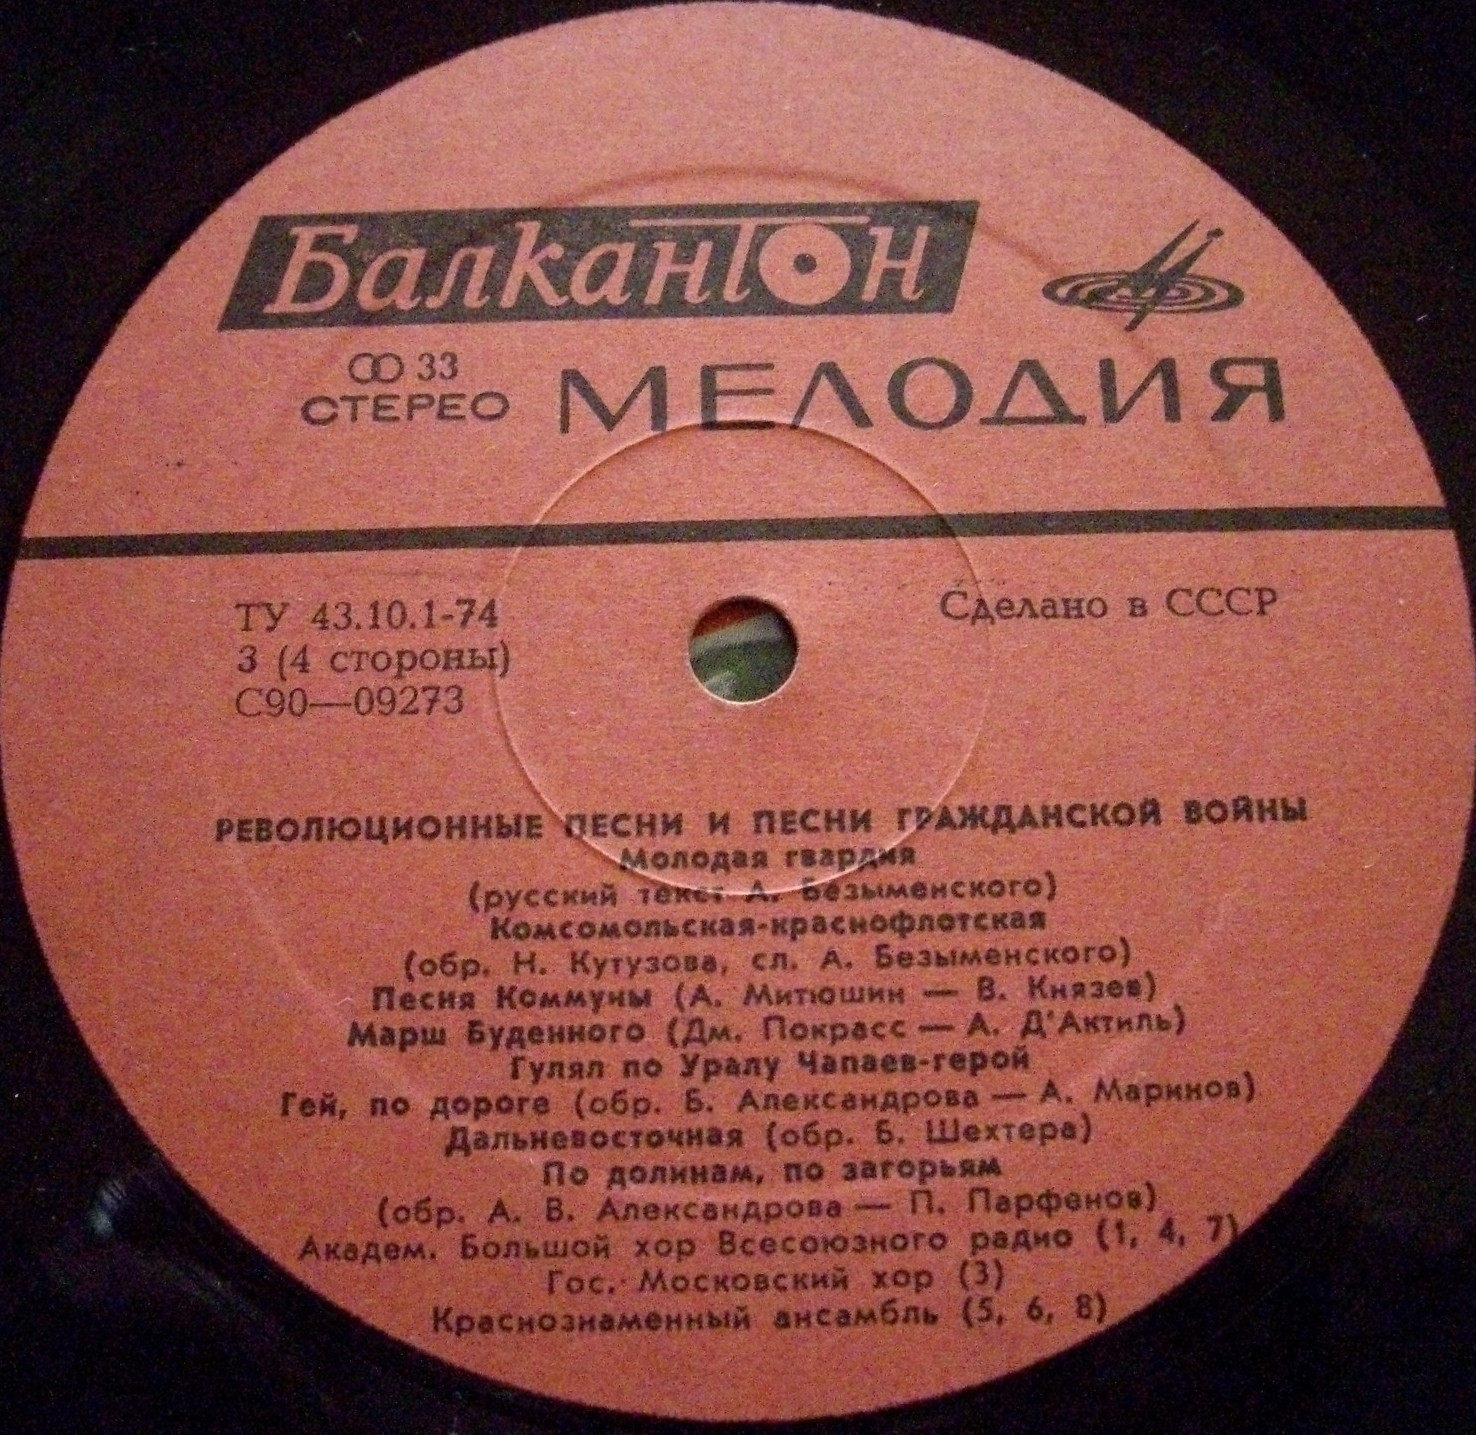 Балкантон
ꝏ 33
СТЕРЕО
МЕЛОДИЯ
ТУ 43.10.1-74
3 (4 стороны)
С90—09273
Сделано в СССР
РЕВОЛЮЦИОННЫЕ ПЕСНИ И ПЕСНИ ГРАЖДАНСКОЙ ВОЙНЫ
Молодая гвардия
(русский текст А. Безыменского)
Комсомольская-краснофлотская
(обр. Н. Кутузова, сл. А. Безыменского)
Песня Коммуны (А. Митюшин — В. Князев)
Марш Буденного (Дм. Покрасс — А. Д'Актиль)
Гулял по Уралу Чапаев-герой
Гей, по дороге (обр. Б. Александрова — А. Маринов)
Дальневосточная (обр. Б. Шехтера)
По долинам, по загорьям
(обр. А. В. Александрова — П. Парфенов)
Академ. Большой хор Всесоюзного радио (1, 4, 7)
Гос. Московский хор (3)
Краснознаменный ансамбль (5, 6, 8)